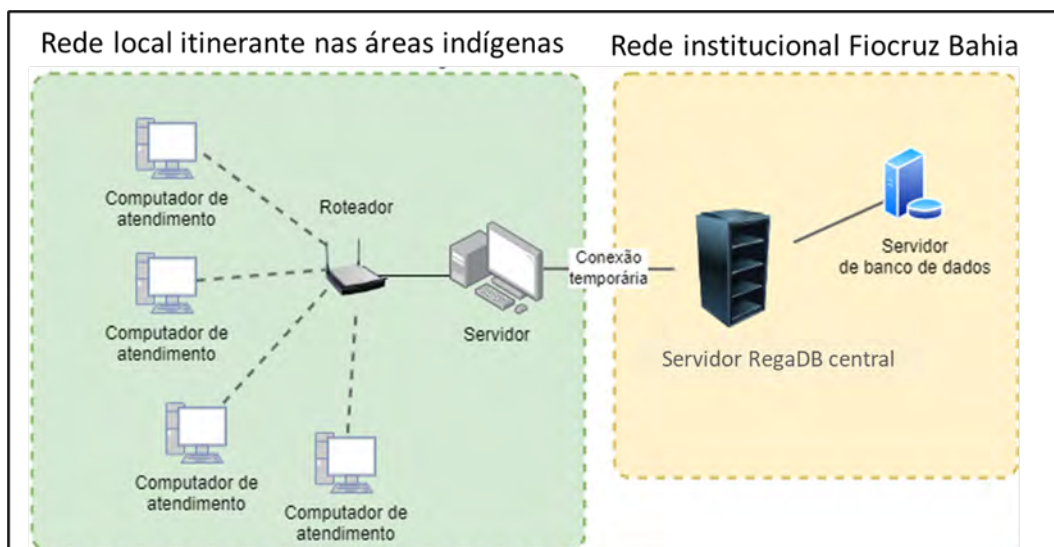 Rede local itinerante nas áreas indígenas
Rede institucional Fiocruz Bahia
Computador de
atendimento
Roteador
Computador de
atendimento
Servidor
Conexão
temporária
Servidor
de banco de dados
Servidor RegaDB central
Computador de
atendimento
Computador de
atendimento